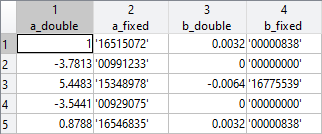 1 2 3 4
a_double a_fixed b_double b_fixed
1 1 '16515072' 0.0032 '00000838'
2 -3.7813 '00991233' 0 '00000000'
3 5.4483 '15348978' -0.0064 '16775539'
4 -3.5441 '00929075' 0 '00000000'
5 0.8788 '16546835' 0.0032 '00000838'